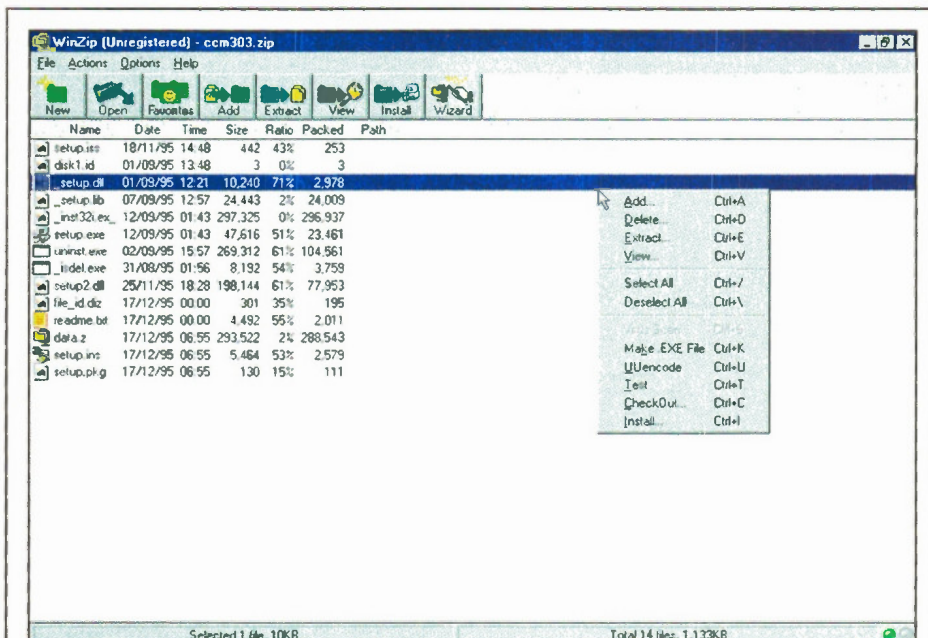 WinZip (Unregistered) - ccm303.zip
File Actions Options Help
New Open Favorites Add Extract View Install Wizard
Name Date Time Size Ratio Packed Path
setup.iss 18/11/95 14:48 442 43% 253
disk1.id 01/09/95 13:48 3 0% 3
_setup.dll 01/09/95 12:21 10,240 71% 2,978
_setup.lib 07/09/95 12:57 24,443 2% 24,009
_inst32i.ex_ 12/09/95 01:43 297,325 0% 296,937
setup.exe 12/09/95 01:43 47,616 51% 23,461
uninst.exe 02/09/95 15:57 269,312 61% 104,561
_isdel.exe 31/08/95 01:56 8,192 54% 3,759
setup2.dll 25/11/95 18:28 198,144 61% 77,953
file_id.diz 17/12/95 00:00 301 35% 195
readme.txt 17/12/95 00:00 4,492 55% 2,011
data.z 17/12/95 06:55 293,522 2% 288,543
setup.ins 17/12/95 06:55 5,464 53% 2,579
setup.pkg 17/12/95 06:55 130 15% 111
Add... Ctrl+A
Delete... Ctrl+D
Extract... Ctrl+E
View... Ctrl+V
Select All Ctrl+/
Deselect All Ctrl+\
Virus Scan Ctrl+S
Make .EXE File Ctrl+K
UUencode Ctrl+U
Test Ctrl+T
CheckOut... Ctrl+C
Install... Ctrl+I
Selected 1 file, 10KB
Total 14 files, 1,133KB